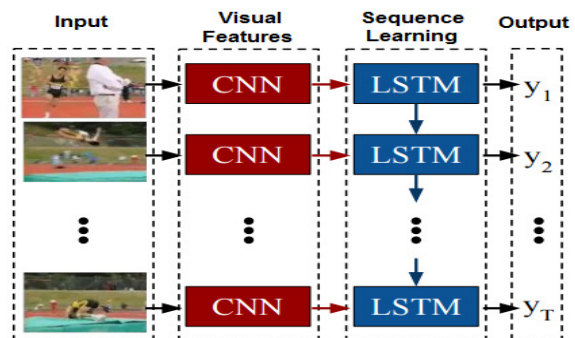 Input
Visual
Features
Sequence
Learning
Output
CNN
LSTM
y1
CNN
LSTM
y2
CNN
LSTM
yT